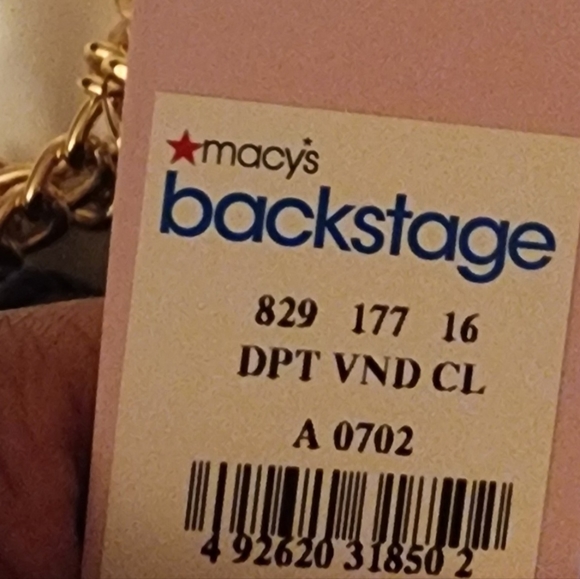 macy's
backstage
829 177 16
DPT VND CL
A 0702
4 92620 31850 2